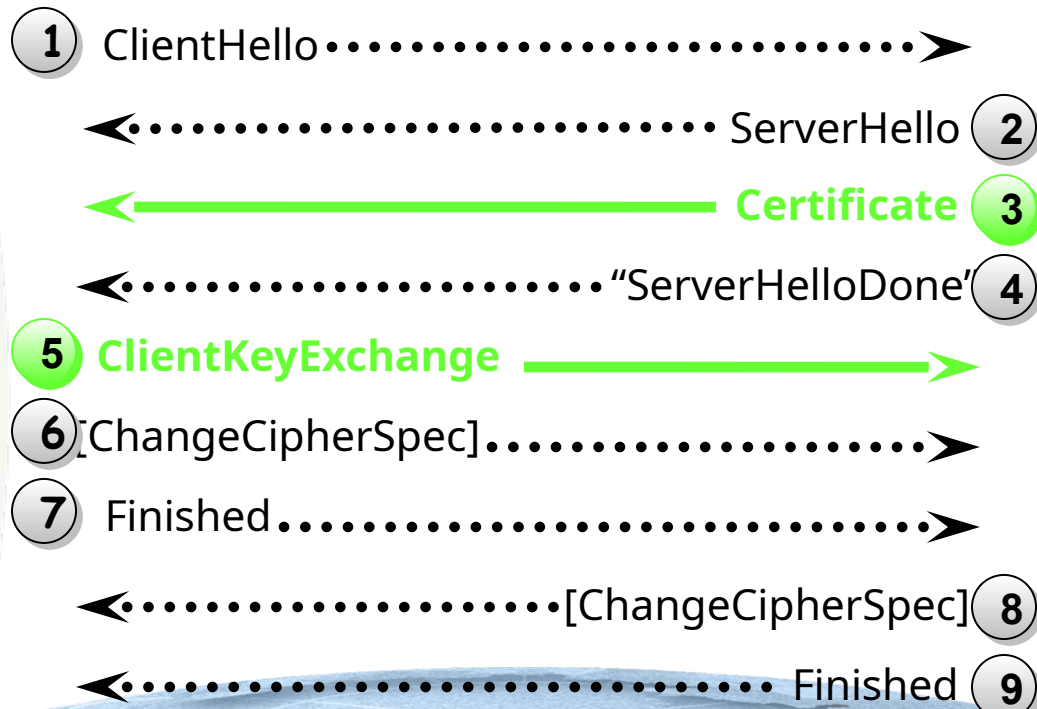 1 ClientHello
ServerHello 2
Certificate 3
“ServerHelloDone” 4
5 ClientKeyExchange
6 [ChangeCipherSpec]
7 Finished
[ChangeCipherSpec] 8
Finished 9